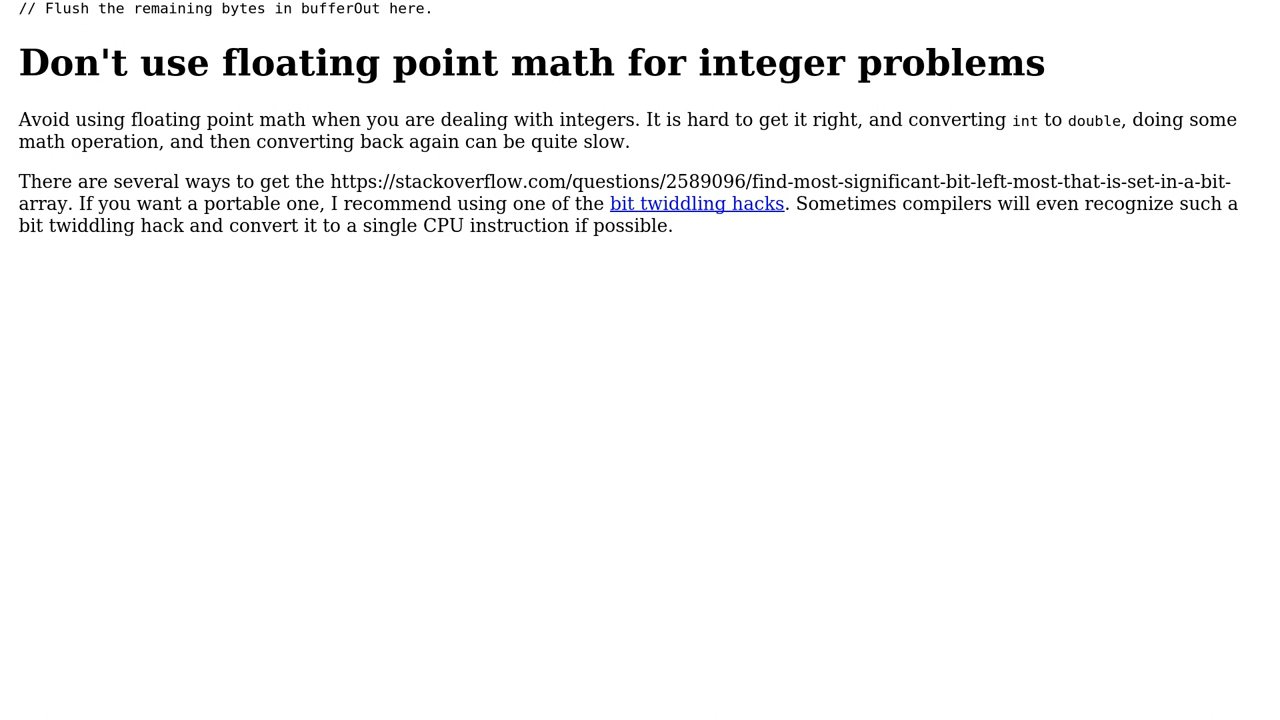 // Flush the remaining bytes in bufferOut here.
Don't use floating point math for integer problems
Avoid using floating point math when you are dealing with integers. It is hard to get it right, and converting int to double, doing some
math operation, and then converting back again can be quite slow.
There are several ways to get the https://stackoverflow.com/questions/2589096/find-most-significant-bit-left-most-that-is-set-in-a-bit-
array. If you want a portable one, I recommend using one of the bit twiddling hacks. Sometimes compilers will even recognize such a
bit twiddling hack and convert it to a single CPU instruction if possible.